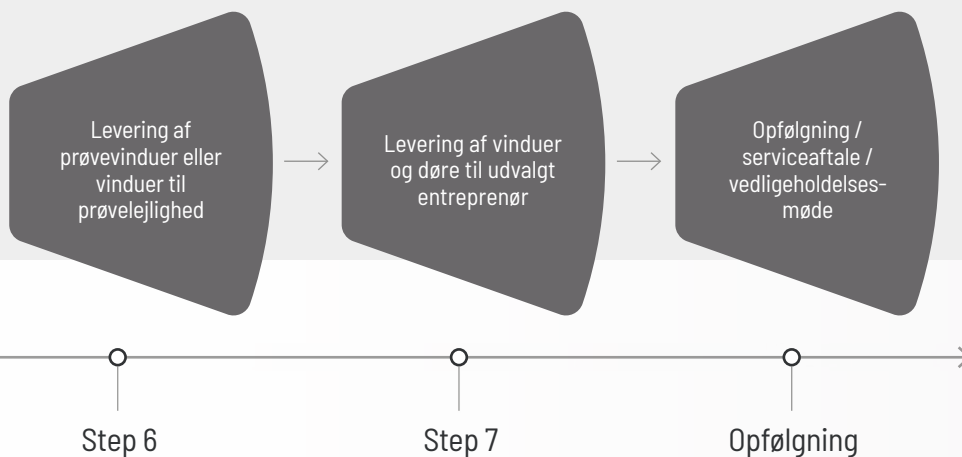 Levering af
prøvevinduer eller
vinduer til
prøvelejlighed
Levering af vinduer
og døre til udvalgt
entreprenør
Opfølgning /
serviceaftale /
vedligeholdelses-
møde
Step 6
Step 7
Opfølgning